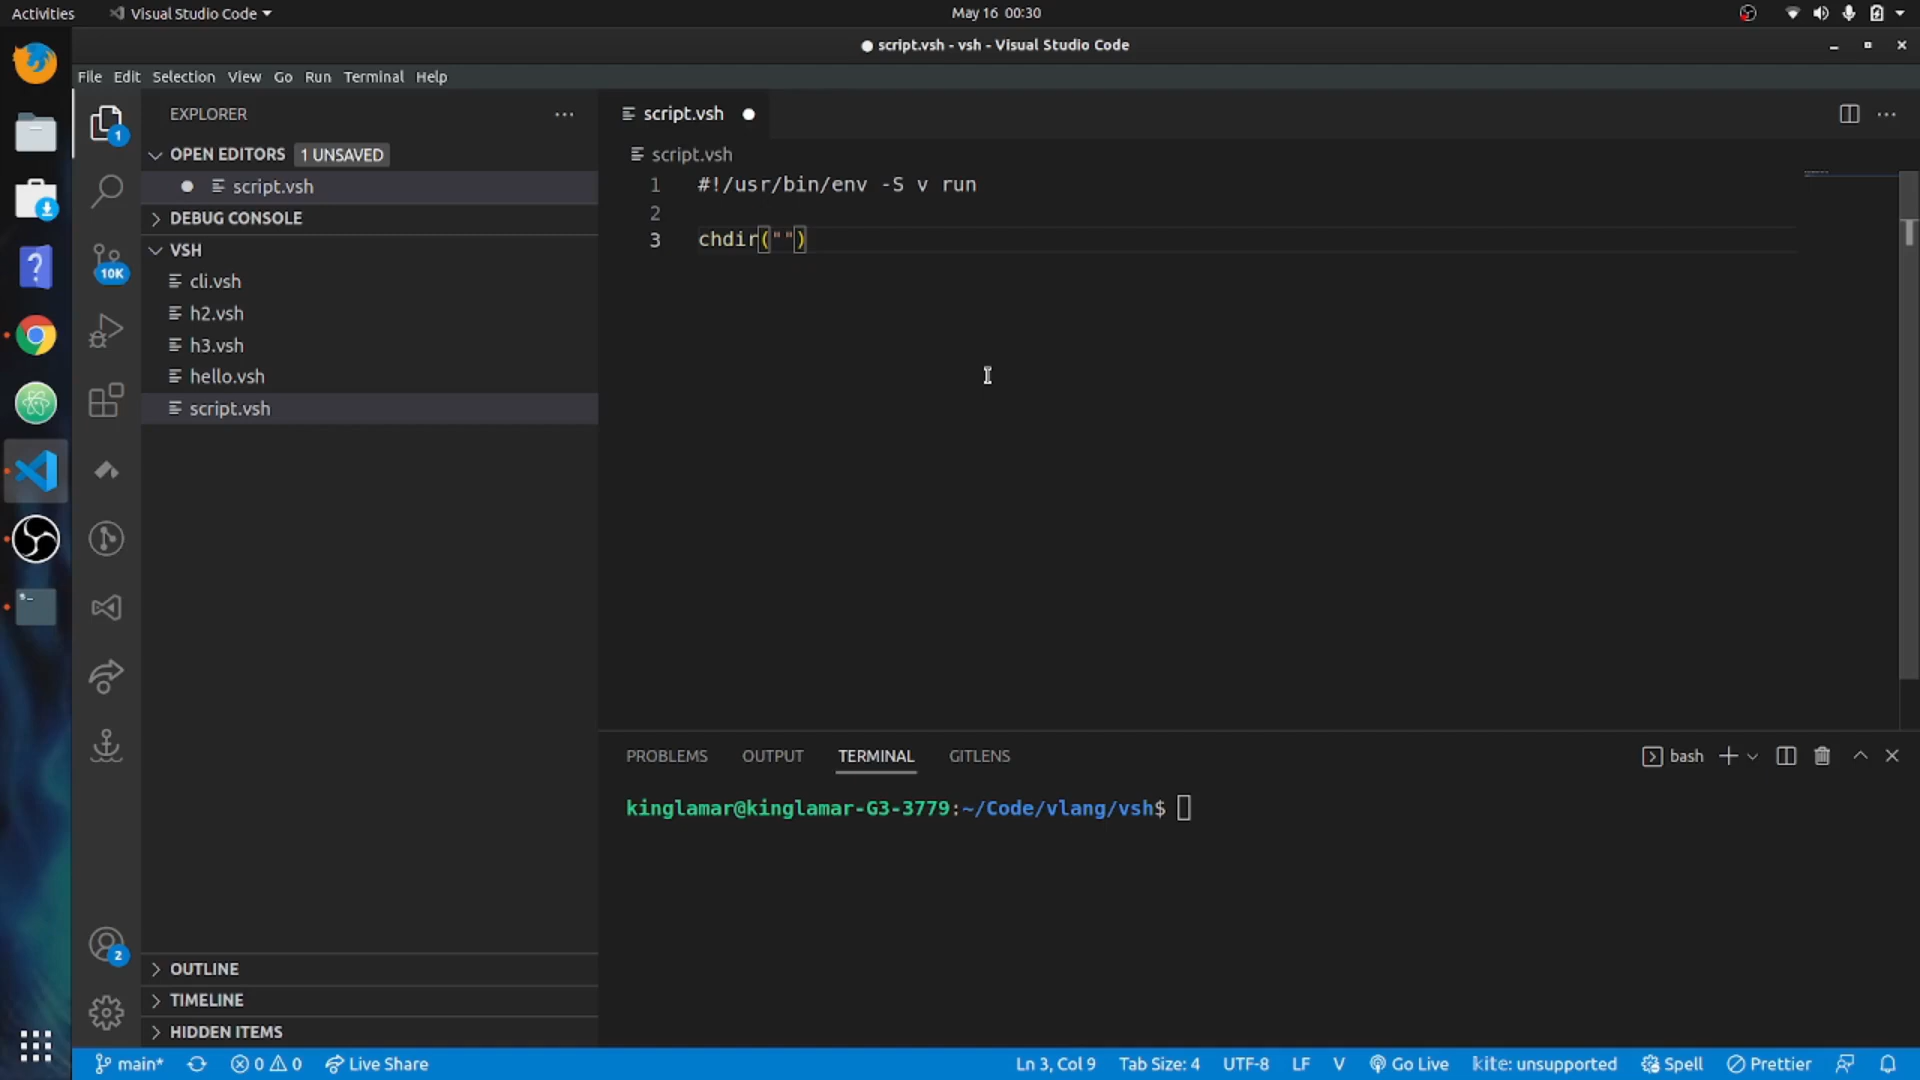 Activities
Visual Studio Code
May 16 00:30
script.vsh - vsh - Visual Studio Code
File Edit Selection View Go Run Terminal Help
EXPLORER
OPEN EDITORS 1 UNSAVED
script.vsh
DEBUG CONSOLE
VSH
cli.vsh
h2.vsh
h3.vsh
hello.vsh
script.vsh
OUTLINE
TIMELINE
HIDDEN ITEMS
1
10K
2
script.vsh
script.vsh
1 #!/usr/bin/env -S v run
2
3 chdir("")
PROBLEMS OUTPUT TERMINAL GITLENS
bash
kinglamar@kinglamar-G3-3779:~/Code/vlang/vsh$
main* 0 0 Live Share
Ln 3, Col 9 Tab Size: 4 UTF-8 LF V Go Live kite: unsupported Spell Prettier